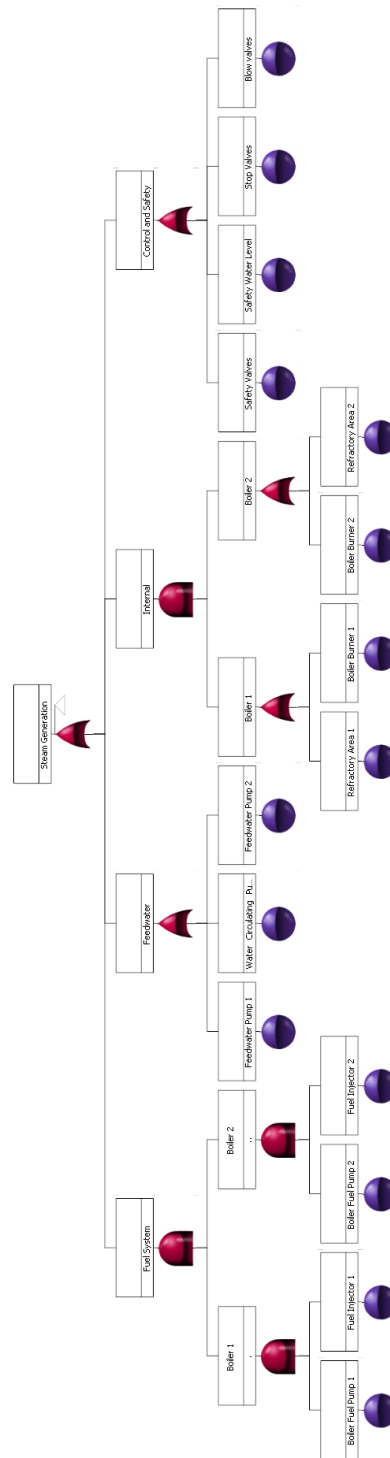 Steam Generation
Fuel System
Feedwater
Internal
Control and Safety
Boiler 1
..
Boiler 2
..
Feedwater Pump 1
Water Circulating Pu...
Feedwater Pump 2
Boiler 1
Boiler 2
Safety Valves
Safety Water Level
Stop Valves
Blow valves
Boiler Fuel Pump 1
Fuel Injector 1
Boiler Fuel Pump 2
Fuel Injector 2
Refractory Area 1
Boiler Burner 1
Boiler Burner 2
Refractory Area 2